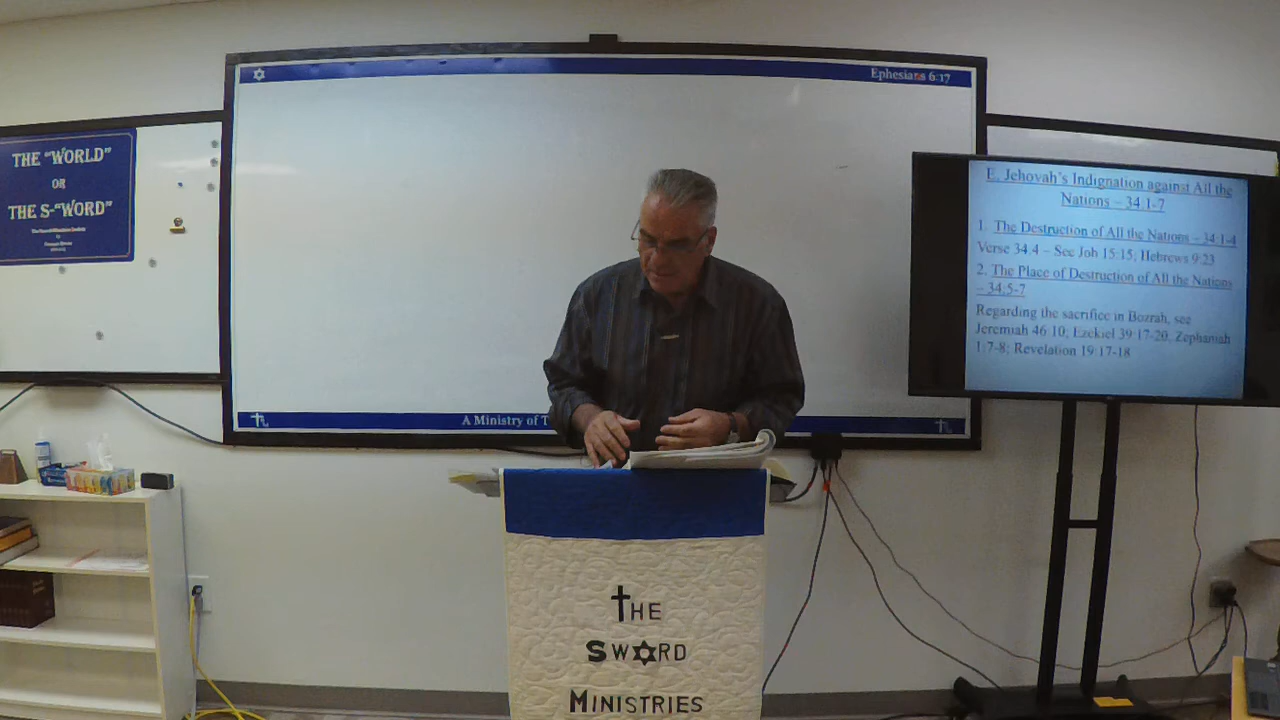 THE "WORLD"
OR
THE S-"WORD"
Ephesians 6:17
A Ministry of T
E. Jehovah's Indignation against All the
Nations – 34:1-7
1. The Destruction of All the Nations – 34:1-4
Verse 34:4 – See Job 15:15; Hebrews 9:23
2. The Place of Destruction of All the Nations
– 34:5-7
Regarding the sacrifice in Bozrah, see
Jeremiah 46:10; Ezekiel 39:17-20; Zephaniah
1:7-8; Revelation 19:17-18
THE
SWORD
MINISTRIES